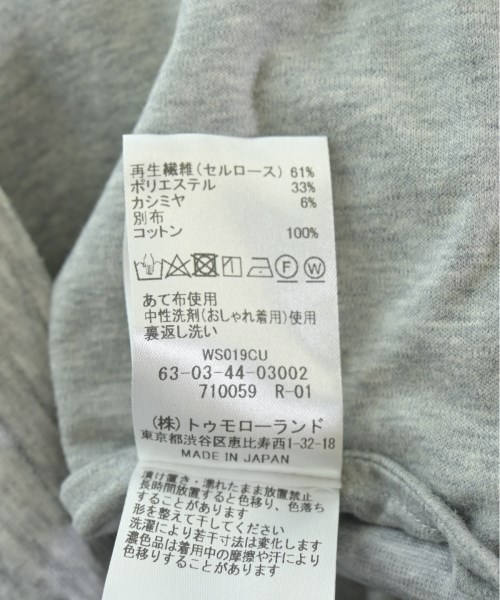 再生繊維(セルロース) 61%
ポリエステル 33%
カシミヤ 6%
別布
コットン 100%
F W
あて布使用
中性洗剤(おしゃれ着用)使用
裏返し洗い
WS019CU
63-03-44-03002
710059 R-01
(株)トゥモローランド
東京都渋谷区恵比寿西1-32-18
MADE IN JAPAN
漬け置き・濡れたまま放置禁止
長時間放置すると色移り、色落ち
することがあります
形を整えて干してください
洗濯により若干寸法は変化します
濃色品は着用中の摩擦や汗により
色移りすることがあります